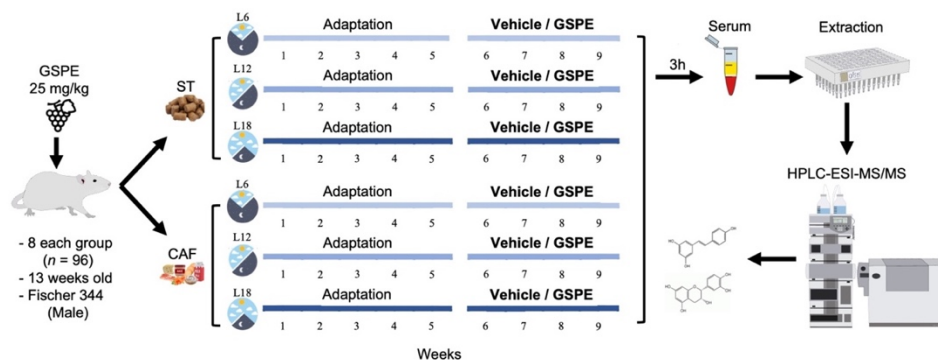 GSPE
25 mg/kg
- 8 each group
(n = 96)
- 13 weeks old
- Fischer 344
(Male)
ST
CAF
L6
Adaptation
Vehicle / GSPE
1 2 3 4 5 6 7 8 9
L12
Adaptation
Vehicle / GSPE
1 2 3 4 5 6 7 8 9
L18
Adaptation
Vehicle / GSPE
1 2 3 4 5 6 7 8 9
L6
Adaptation
Vehicle / GSPE
1 2 3 4 5 6 7 8 9
L12
Adaptation
Vehicle / GSPE
1 2 3 4 5 6 7 8 9
L18
Adaptation
Vehicle / GSPE
1 2 3 4 5 6 7 8 9
Weeks
3h
Serum
Extraction
HPLC-ESI-MS/MS